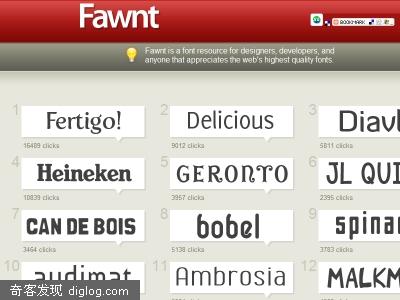 Fawnt
BOOKMARK
Fawnt is a font resource for designers, developers, and
anyone that appreciates the web's highest quality fonts.
1 Fertigo! 2 Delicious 3 Diavl
16489 clicks 9012 clicks 5811 clicks
4 Heineken 5 GERONTO 6 JL QUI
10839 clicks 3957 clicks 2395 clicks
7 CAN DE BOIS 8 bobel 9 spinar
3464 clicks 5138 clicks 3783 clicks
10 audimat 11 Ambrosia 12 MALKM
奇客发现 diglog.com